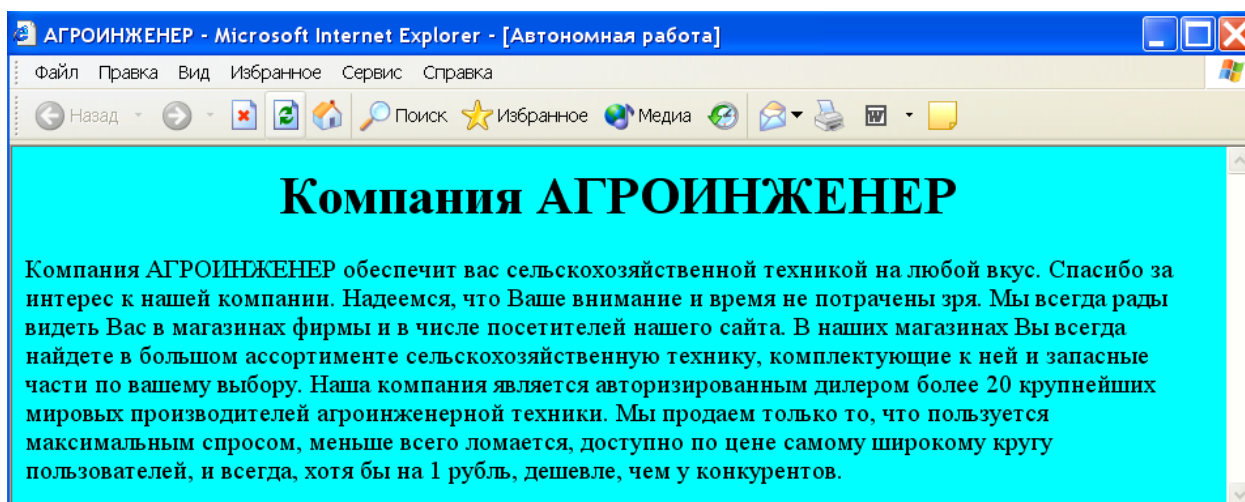 АГРОИНЖЕНЕР - Microsoft Internet Explorer - [Автономная работа]
Файл Правка Вид Избранное Сервис Справка
Назад Поиск Избранное Медиа
Компания АГРОИНЖЕНЕР
Компания АГРОИНЖЕНЕР обеспечит вас сельскохозяйственной техникой на любой вкус. Спасибо за
интерес к нашей компании. Надеемся, что Ваше внимание и время не потрачены зря. Мы всегда рады
видеть Вас в магазинах фирмы и в числе посетителей нашего сайта. В наших магазинах Вы всегда
найдете в большом ассортименте сельскохозяйственную технику, комплектующие к ней и запасные
части по вашему выбору. Наша компания является авторизированным дилером более 20 крупнейших
мировых производителей агроинженерной техники. Мы продаем только то, что пользуется
максимальным спросом, меньше всего ломается, доступно по цене самому широкому кругу
пользователей, и всегда, хотя бы на 1 рубль, дешевле, чем у конкурентов.